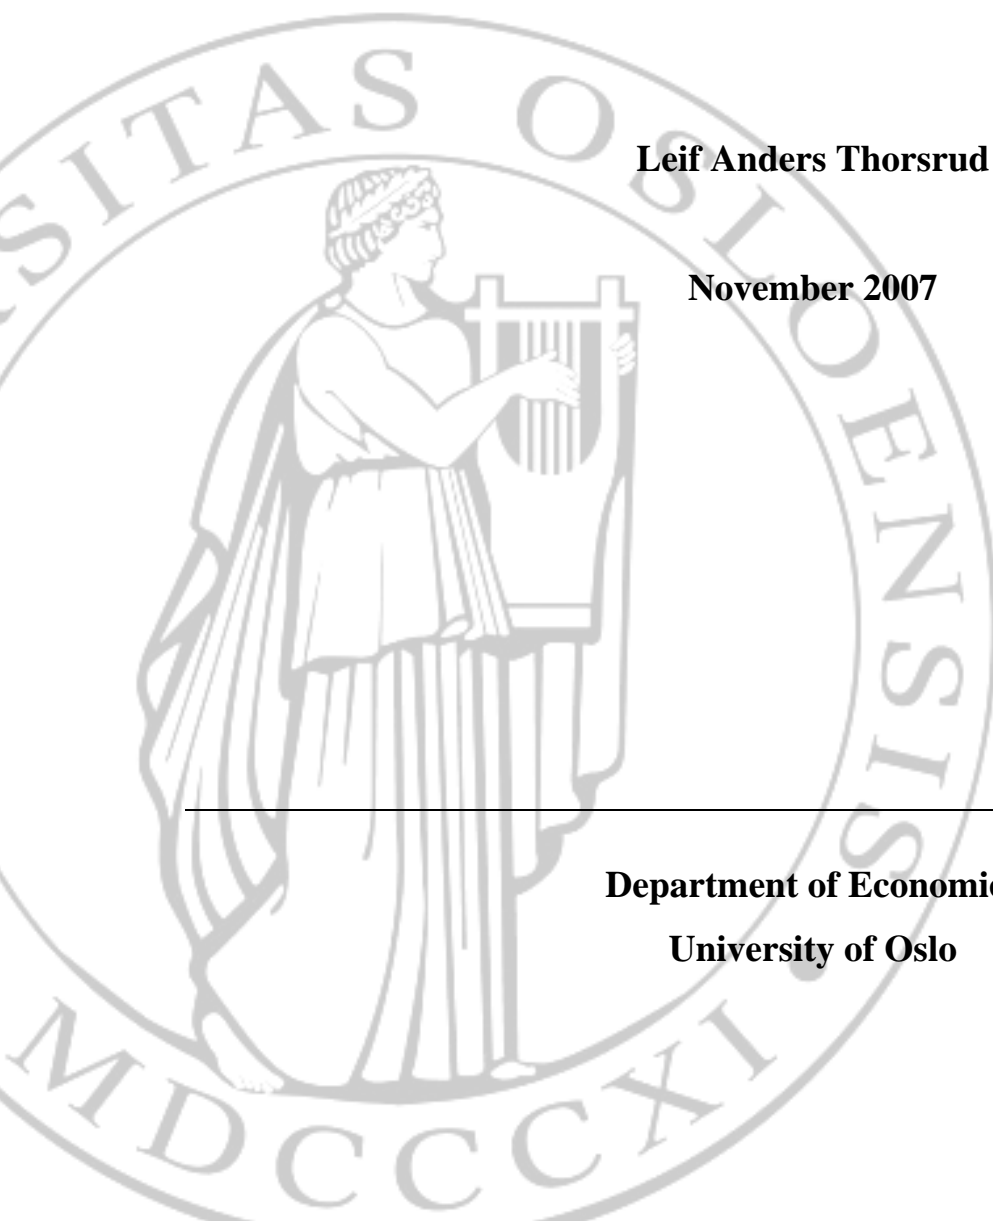 SITAS OSLOENSIS
Leif Anders Thorsrud
November 2007
Department of Economic
University of Oslo
MDCCCXI